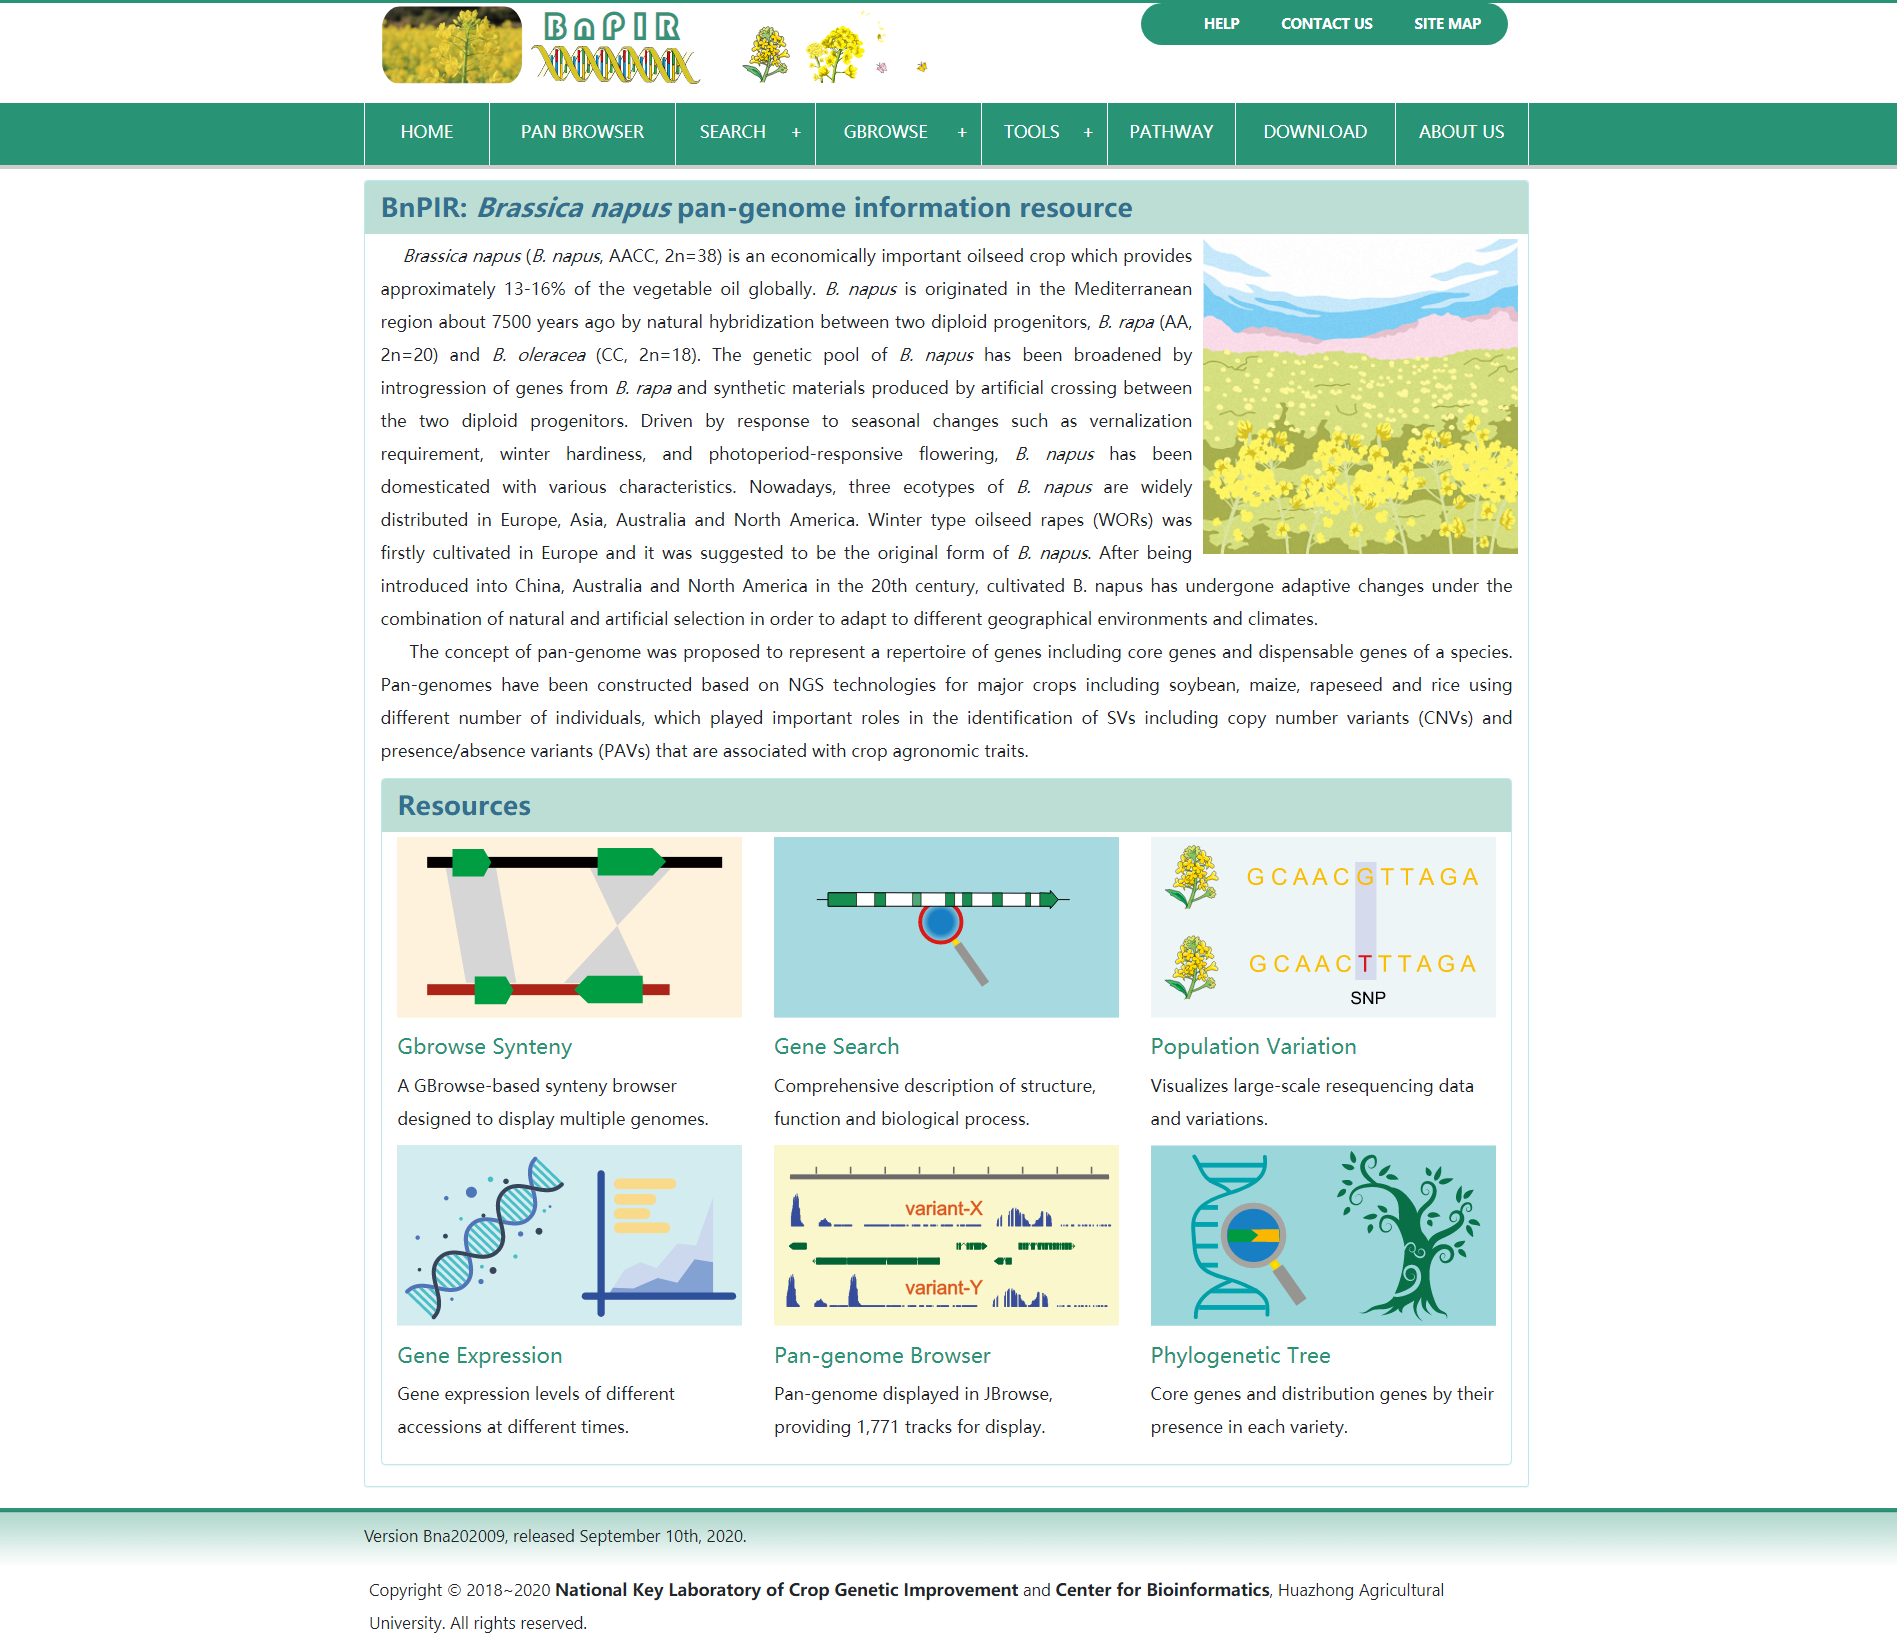 BnPIR
HELP CONTACT US SITE MAP
HOME PAN BROWSER SEARCH + GBROWSE + TOOLS + PATHWAY DOWNLOAD ABOUT US
BnPIR: Brassica napus pan-genome information resource
Brassica napus (B. napus, AACC, 2n=38) is an economically important oilseed crop which provides
approximately 13-16% of the vegetable oil globally. B. napus is originated in the Mediterranean
region about 7500 years ago by natural hybridization between two diploid progenitors, B. rapa (AA,
2n=20) and B. oleracea (CC, 2n=18). The genetic pool of B. napus has been broadened by
introgression of genes from B. rapa and synthetic materials produced by artificial crossing between
the two diploid progenitors. Driven by response to seasonal changes such as vernalization
requirement, winter hardiness, and photoperiod-responsive flowering, B. napus has been
domesticated with various characteristics. Nowadays, three ecotypes of B. napus are widely
distributed in Europe, Asia, Australia and North America. Winter type oilseed rapes (WORs) was
firstly cultivated in Europe and it was suggested to be the original form of B. napus. After being
introduced into China, Australia and North America in the 20th century, cultivated B. napus has undergone adaptive changes under the
combination of natural and artificial selection in order to adapt to different geographical environments and climates.
The concept of pan-genome was proposed to represent a repertoire of genes including core genes and dispensable genes of a species.
Pan-genomes have been constructed based on NGS technologies for major crops including soybean, maize, rapeseed and rice using
different number of individuals, which played important roles in the identification of SVs including copy number variants (CNVs) and
presence/absence variants (PAVs) that are associated with crop agronomic traits.
Resources
GCAACGTTAGA
GCAACTTTAGA
SNP
Gbrowse Synteny
A GBrowse-based synteny browser
designed to display multiple genomes.
Gene Search
Comprehensive description of structure,
function and biological process.
Population Variation
Visualizes large-scale resequencing data
and variations.
variant-X
variant-Y
Gene Expression
Gene expression levels of different
accessions at different times.
Pan-genome Browser
Pan-genome displayed in JBrowse,
providing 1,771 tracks for display.
Phylogenetic Tree
Core genes and distribution genes by their
presence in each variety.
Version Bna202009, released September 10th, 2020.
Copyright © 2018~2020 National Key Laboratory of Crop Genetic Improvement and Center for Bioinformatics, Huazhong Agricultural
University. All rights reserved.